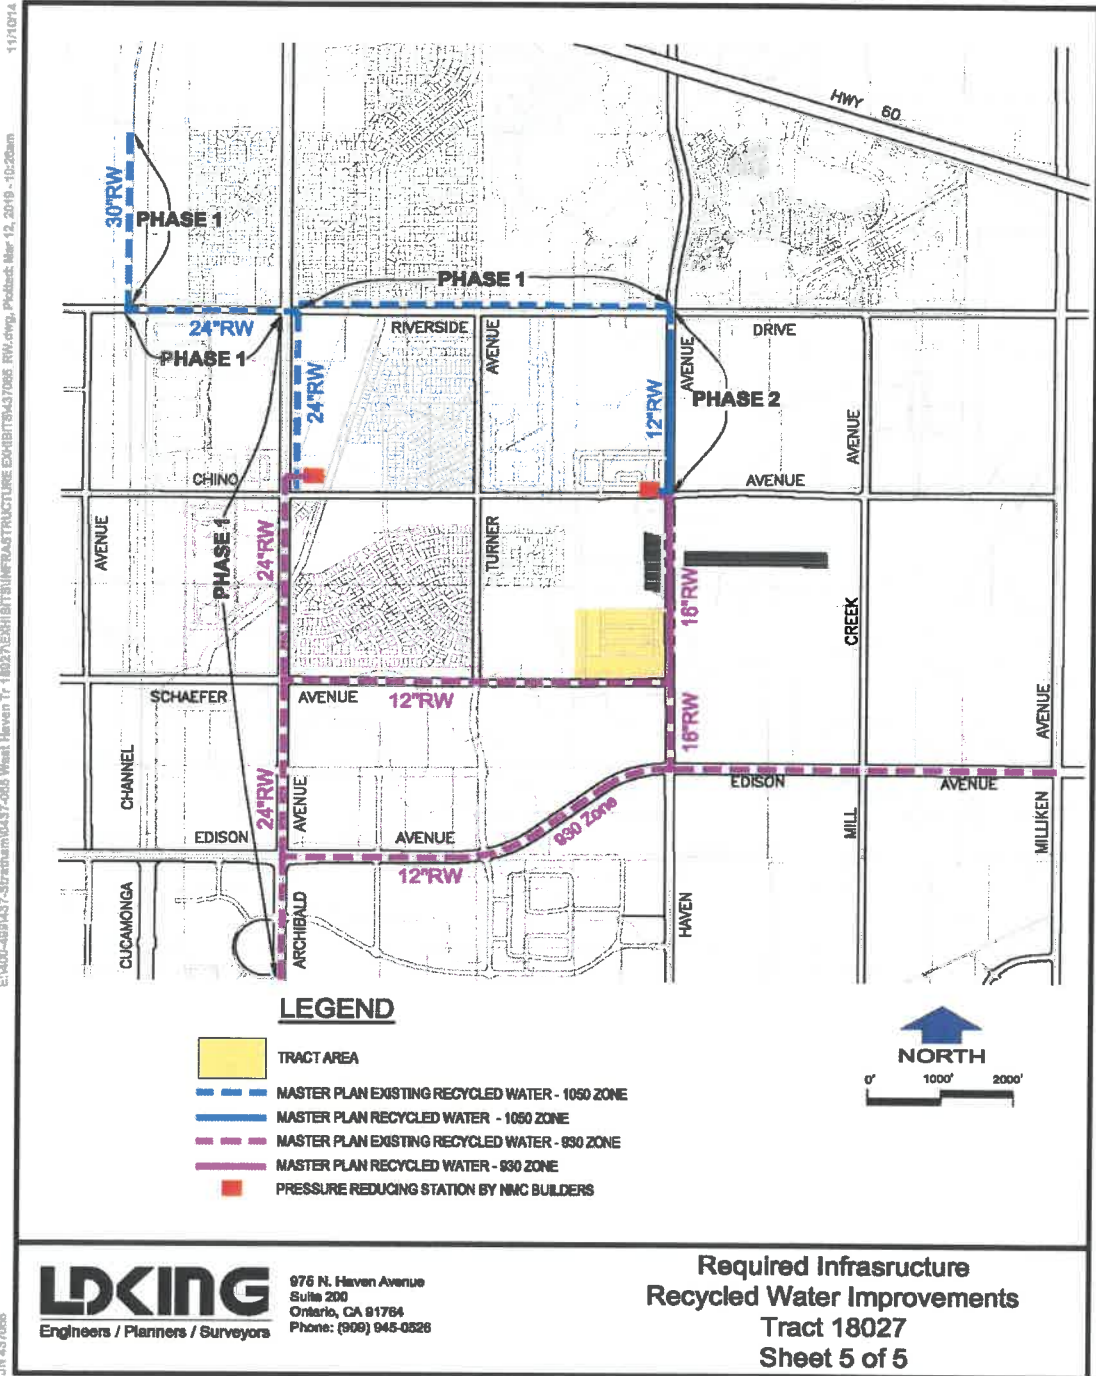 11/10/14
HWY 60
30"RW
PHASE 1
PHASE 1
24"RW
RIVERSIDE
AVENUE
DRIVE
PHASE 1
24"RW
12"RW
AVENUE
PHASE 2
AVENUE
CHINO
AVENUE
AVENUE
24"RW
PHASE 1
TURNER
16"RW
CREEK
SCHAEFER
AVENUE
12"RW
16"RW
AVENUE
CHANNEL
24"RW
AVENUE
EDISON
AVENUE
930 Zone
EDISON
AVENUE
MILL
MILLIKEN
12"RW
CUCAMONGA
ARCHIBALD
HAVEN
LEGEND
TRACT AREA
MASTER PLAN EXISTING RECYCLED WATER - 1050 ZONE
MASTER PLAN RECYCLED WATER - 1050 ZONE
MASTER PLAN EXISTING RECYCLED WATER - 930 ZONE
MASTER PLAN RECYCLED WATER - 930 ZONE
PRESSURE REDUCING STATION BY NMC BUILDERS
NORTH
0' 1000' 2000'
LDKING
Engineers / Planners / Surveyors
975 N. Haven Avenue
Suite 200
Ontario, CA 91764
Phone: (909) 945-0526
Required Infrasructure
Recycled Water Improvements
Tract 18027
Sheet 5 of 5